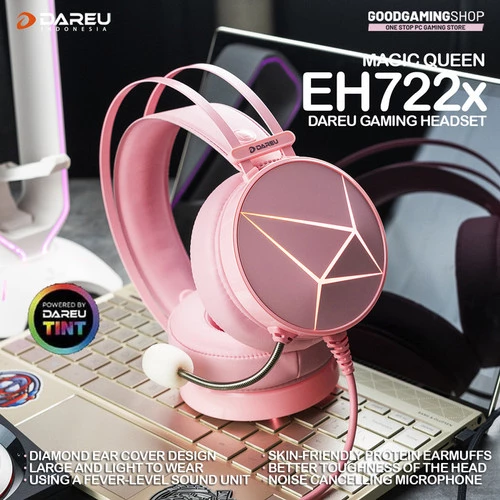 DAREU
INDONESIA
GOODGAMINGSHOP
ONE STOP PC GAMING STORE
MAGIC QUEEN
EH722x
DAREU GAMING HEADSET
DAREU
POWERED BY
DAREU
TINT
• DIAMOND EAR COVER DESIGN
• LARGE AND LIGHT TO WEAR
• USING A FEVER-LEVEL SOUND UNIT
• SKIN-FRIENDLY PROTEIN EARMUFFS
• BETTER TOUGHNESS OF THE HEAD
• NOISE CANCELLING MICROPHONE